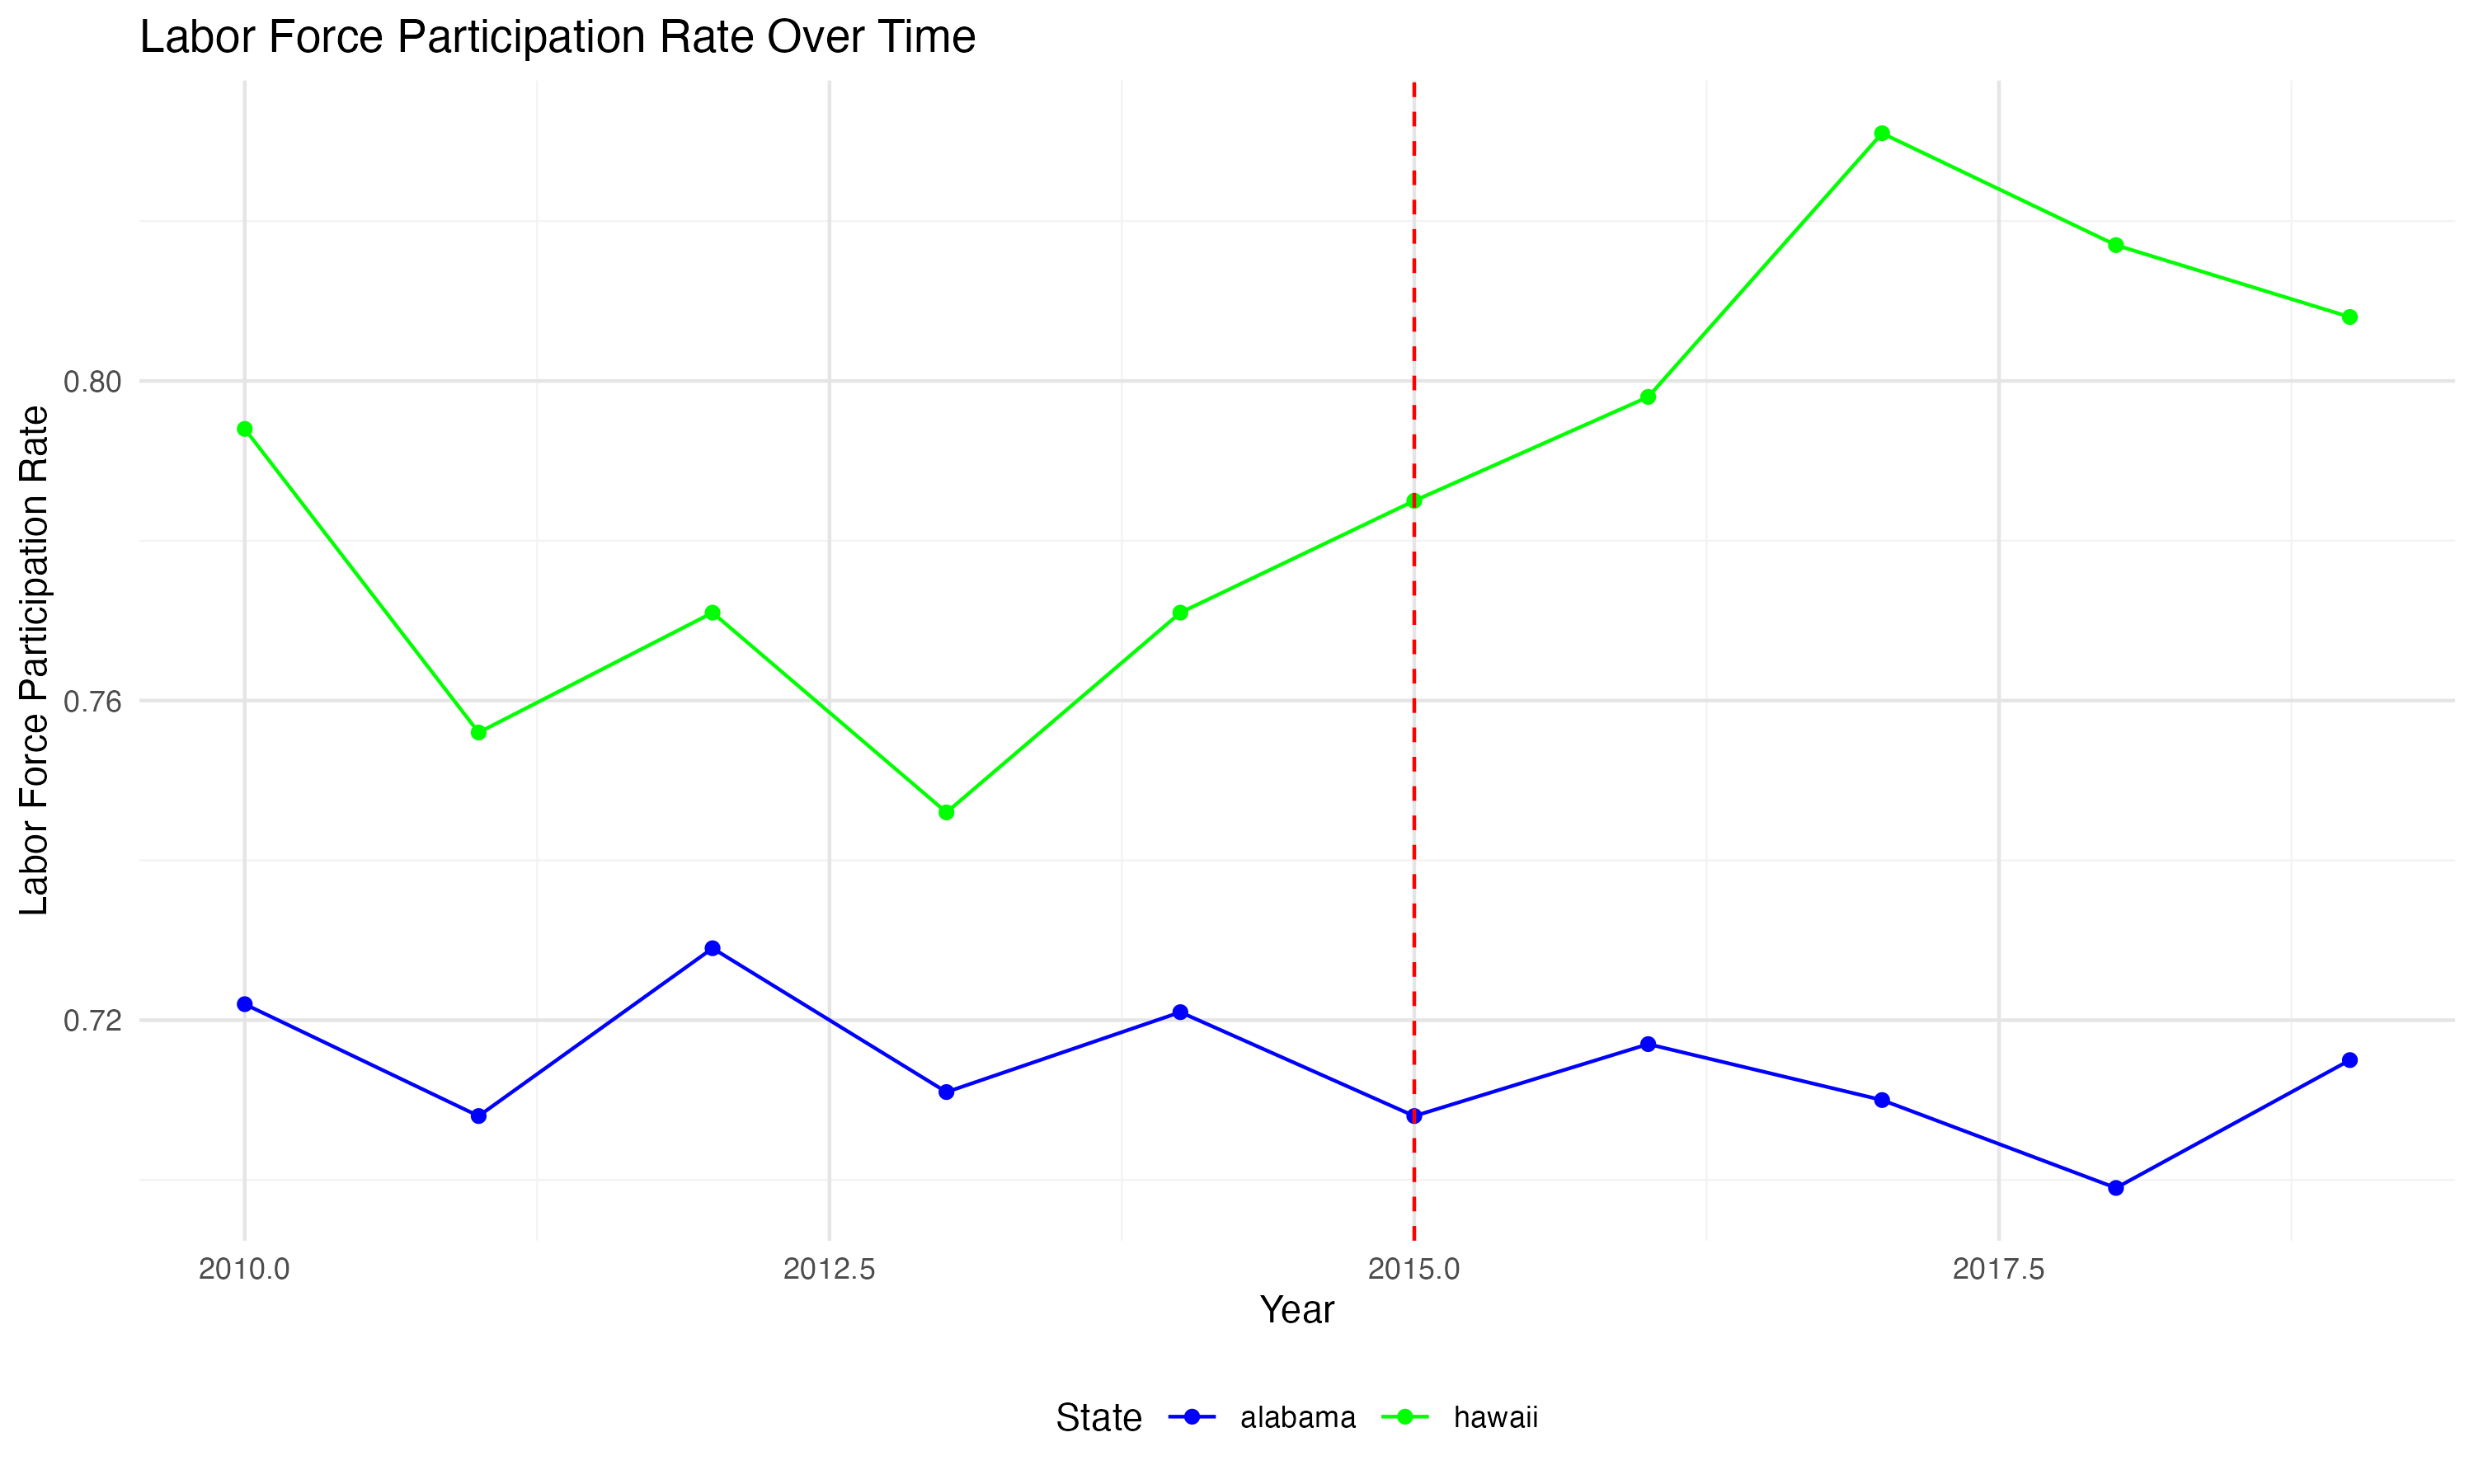 Labor Force Participation Rate Over Time
Labor Force Participation Rate
0.80
0.76
0.72
2010.0 2012.5 2015.0 2017.5
Year
State alabama hawaii